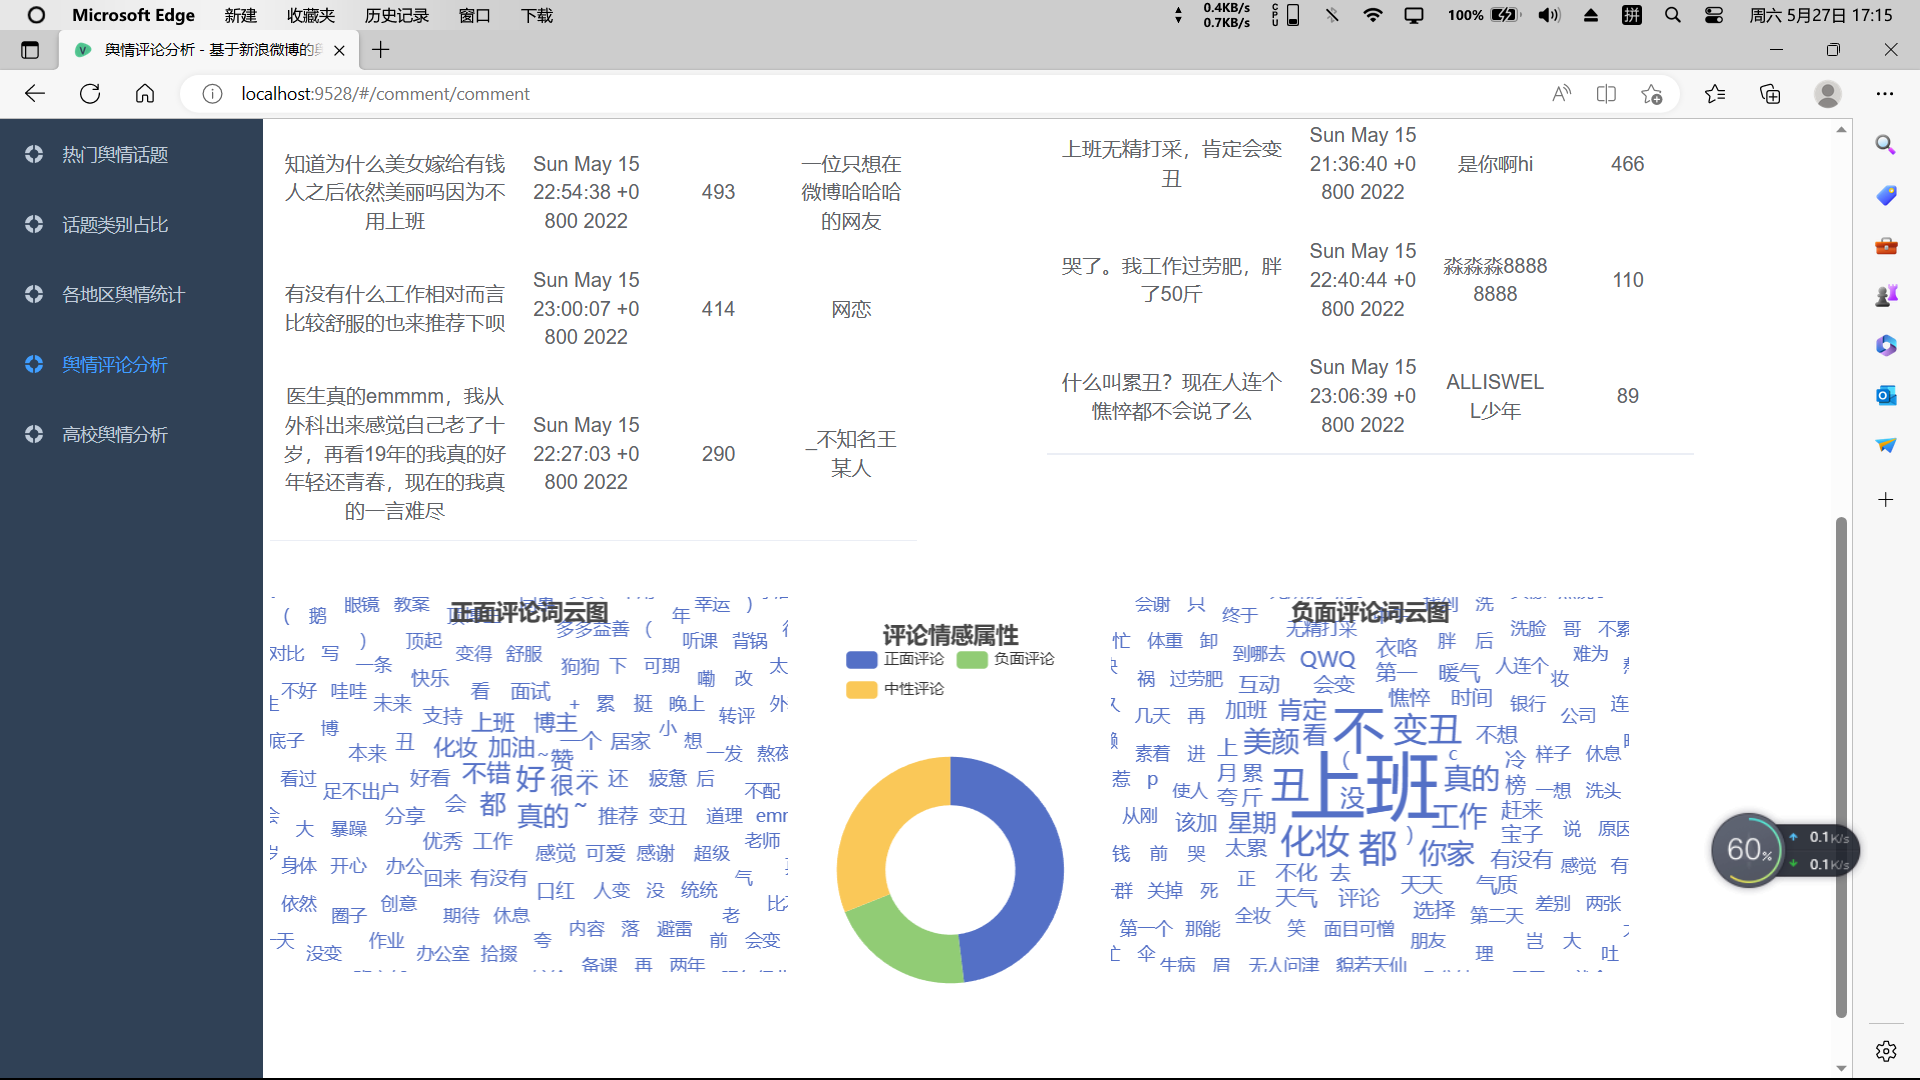 Microsoft Edge 新建 收藏夹 历史记录 窗口 下载
0.4KB/s
0.7KB/s
CPU
100%
拼
周六 5月27日 17:15
舆情评论分析 - 基于新浪微博的
localhost:9528/#/comment/comment
热门舆情话题
话题类别占比
各地区舆情统计
舆情评论分析
高校舆情分析
知道为什么美女嫁给有钱
人之后依然美丽吗因为不
用上班
Sun May 15
22:54:38 +0
800 2022
493
一位只想在
微博哈哈哈
的网友
有没有什么工作相对而言
比较舒服的也来推荐下呗
Sun May 15
23:00:07 +0
800 2022
414
网恋
医生真的emmmm，我从
外科出来感觉自己老了十
岁，再看19年的我真的好
年轻还青春，现在的我真
的一言难尽
Sun May 15
22:27:03 +0
800 2022
290
_不知名王
某人
上班无精打采，肯定会变
丑
Sun May 15
21:36:40 +0
800 2022
是你啊hi
466
哭了。我工作过劳肥，胖
了50斤
Sun May 15
22:40:44 +0
800 2022
淼淼淼8888
8888
110
什么叫累丑？现在人连个
憔悴都不会说了么
Sun May 15
23:06:39 +0
800 2022
ALLISWEL
L少年
89
正面评论词云图
( 鹅 眼镜 教案 年 幸运 )
) 顶起 多多益善 ( 听课 背锅
对比 写 一条 变得 舒服 狗狗 下 可期 太
不好 哇哇 快乐 看 面试 嘞 改
未来 支持 上班 博主 + 累 挺 晚上 转评 外
底子 博 本来 丑 化妆 加油 ~ 赞 一个 居家 小 想 一发 熬夜
看过 足不出户 好看 不错 好 很 不 ... 还 疲惫 后 不配
大 暴躁 分享 会 都 真的 ~ 推荐 变丑 道理
优秀 工作 老师
身体 开心 办公 感觉 可爱 感谢 超级
回来 有没有 口红 人变 没 统统 气
依然 圈子 创意 期待 休息 老
作业 夸 内容 落 避雷 前 会变
没变 办公室 拾掇 备课 再 两年
评论情感属性
正面评论 负面评论
中性评论
负面评论词云图
会谢 只 终于 洗
忙 体重 卸 无精打采 衣咯 胖 后 洗脸 哥
祸 过劳肥 到哪去 QWQ 第一 暖气 人连个 难为
互动 会变 憔悴 时间 银行 妆
几天 再 加班 肯定 不 变丑 不想 公司 连
素着 进 上 美颜 看 ( c 冷 样子 休息
惹 p 使人 月 累 丑 上班 没 真的 榜 一想 洗头
夸 斤
从刚 该加 星期 工作 赶来 宝子 说 原因
钱 前 哭 太累 化妆 都 ) 你家 有没有 感觉 有
群 关掉 死 正 不化 去 天天 气质
天气 评论 选择 差别 两张
第一个 那能 全妆 笑 面目可憎 第二天
朋友 理 岂 大 吐
伞 生病 眉 无人问津 貌若天仙
60%
0.1K/s
0.1K/s